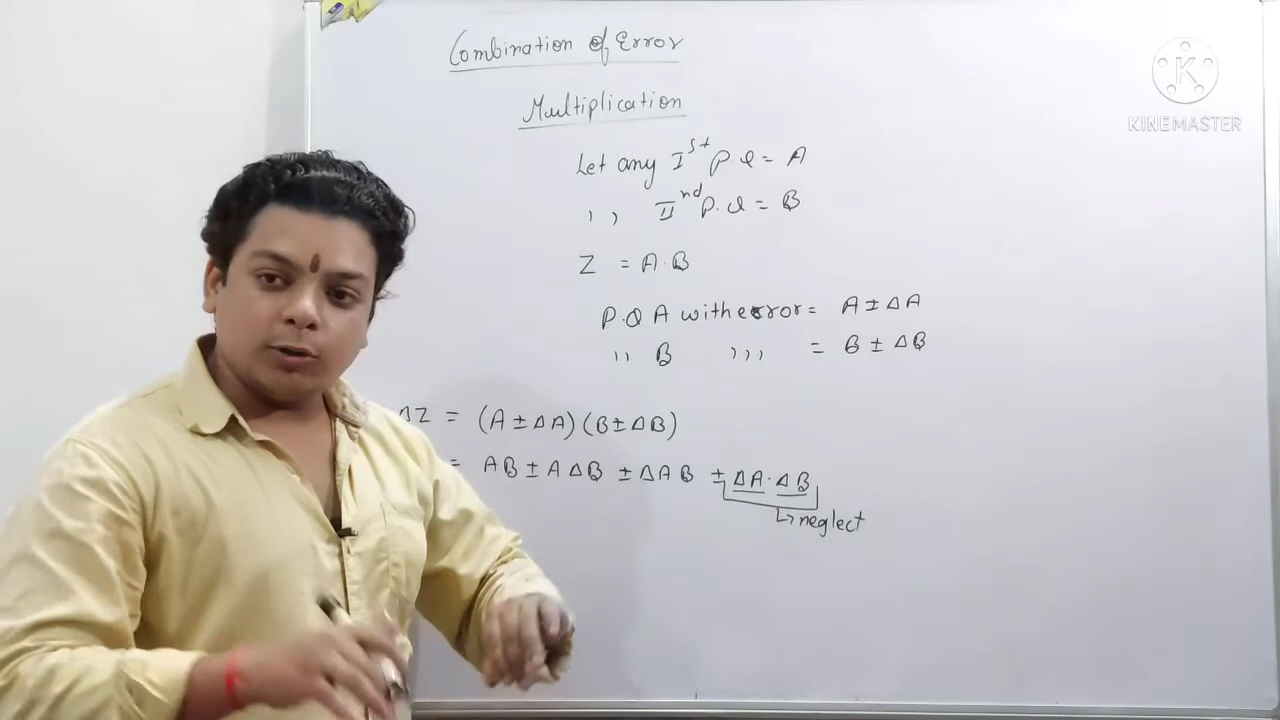 Combination of Error
Multiplication
Let any Iˢᵗ P.Q = A
,, IIⁿᵈ P.Q = B
Z = A·B
P.Q A with error = A ± ΔA
,, B ,,, = B ± ΔB
ΔZ = (A ± ΔA)(B ± ΔB)
= AB ± AΔB ± ΔAB ± ΔA·ΔB
↳ neglect
K
KINEMASTER